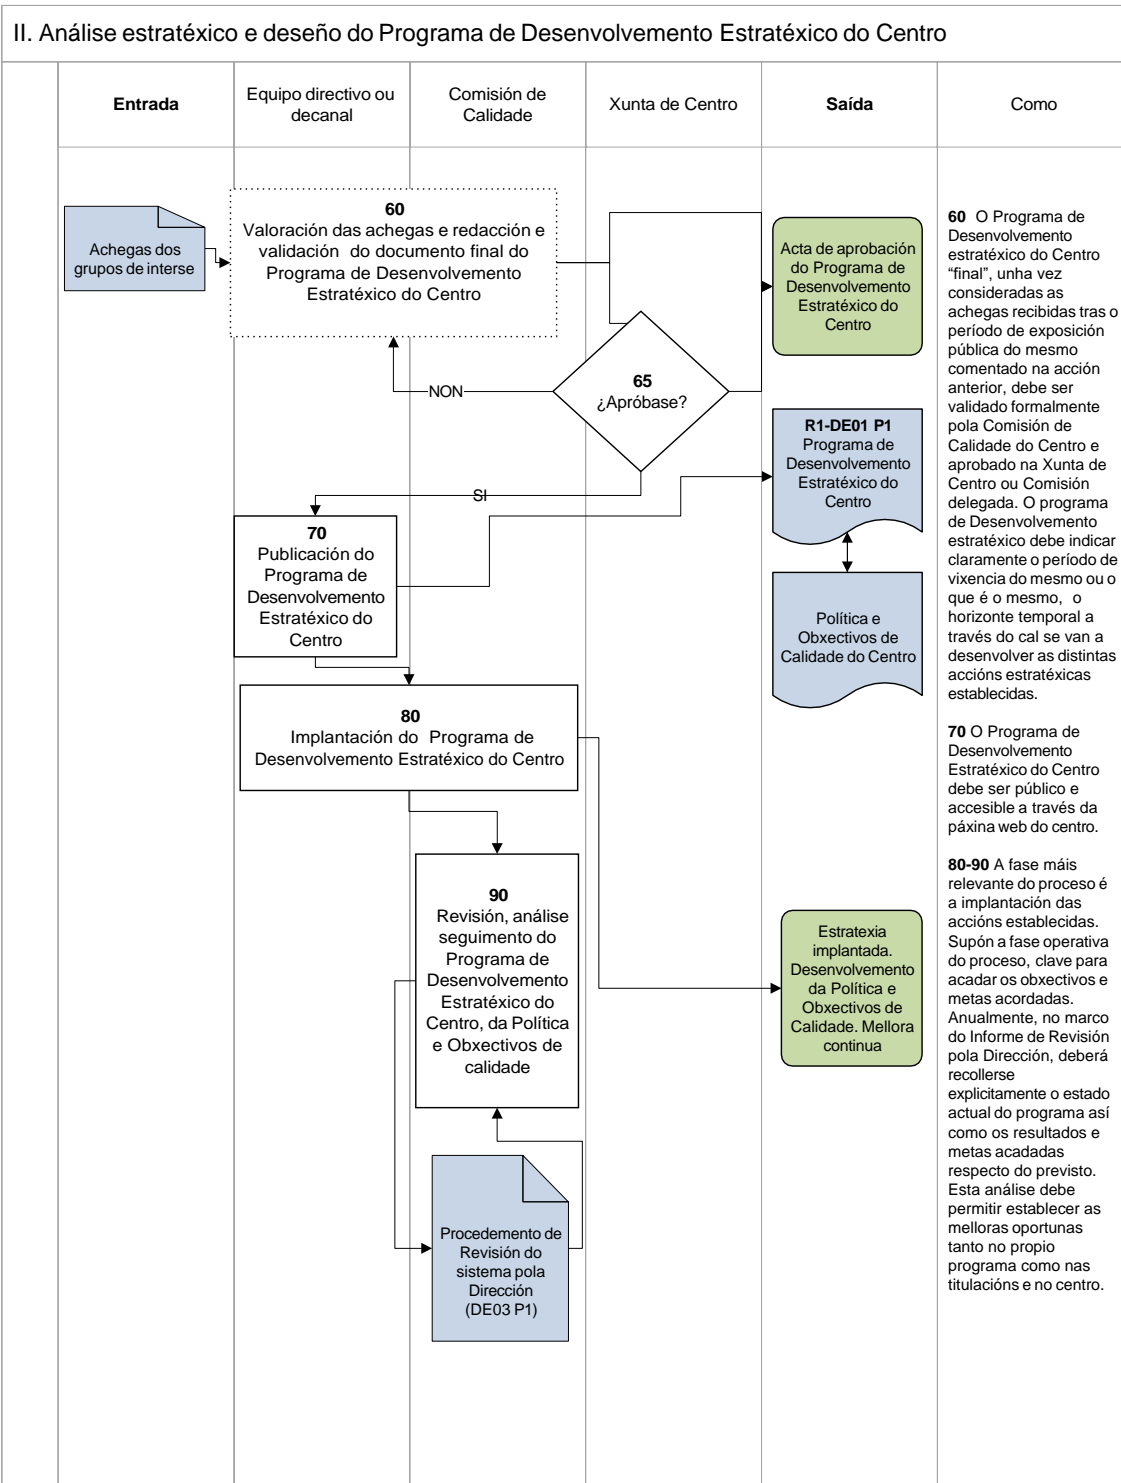 II. Análise estratéxico e deseño do Programa de Desenvolvemento Estratéxico do Centro
Entrada
Equipo directivo ou
decanal
Comisión de
Calidade
Xunta de Centro
Saída
Como
Achegas dos
grupos de interse
60
Valoración das achegas e redacción e
validación do documento final do
Programa de Desenvolvemento
Estratéxico do Centro
65
¿Apróbase?
NON
SI
Acta de aprobación
do Programa de
Desenvolvemento
Estratéxico do
Centro
R1-DE01 P1
Programa de
Desenvolvemento
Estratéxico do
Centro
70
Publicación do
Programa de
Desenvolvemento
Estratéxico do
Centro
Política e
Obxectivos de
Calidade do Centro
80
Implantación do Programa de
Desenvolvemento Estratéxico do Centro
90
Revisión, análise
seguimento do
Programa de
Desenvolvemento
Estratéxico do
Centro, da Política
e Obxectivos de
calidade
Estratexia
implantada.
Desenvolvemento
da Política e
Obxectivos de
Calidade. Mellora
continua
Procedemento de
Revisión do
sistema pola
Dirección
(DE03 P1)
60 O Programa de
Desenvolvemento
estratéxico do Centro
“final”, unha vez
consideradas as
achegas recibidas tras o
período de exposición
pública do mesmo
comentado na acción
anterior, debe ser
validado formalmente
pola Comisión de
Calidade do Centro e
aprobado na Xunta de
Centro ou Comisión
delegada. O programa
de Desenvolvemento
estratéxico debe indicar
claramente o período de
vixencia do mesmo ou o
que é o mesmo, o
horizonte temporal a
través do cal se van a
desenvolver as distintas
accións estratéxicas
establecidas.
70 O Programa de
Desenvolvemento
Estratéxico do Centro
debe ser público e
accesible a través da
páxina web do centro.
80-90 A fase máis
relevante do proceso é
a implantación das
accións establecidas.
Supón a fase operativa
do proceso, clave para
acadar os obxectivos e
metas acordadas.
Anualmente, no marco
do Informe de Revisión
pola Dirección, deberá
recollerse
explicitamente o estado
actual do programa así
como os resultados e
metas acadadas
respecto do previsto.
Esta análise debe
permitir establecer as
melloras oportunas
tanto no propio
programa como nas
titulacións e no centro.